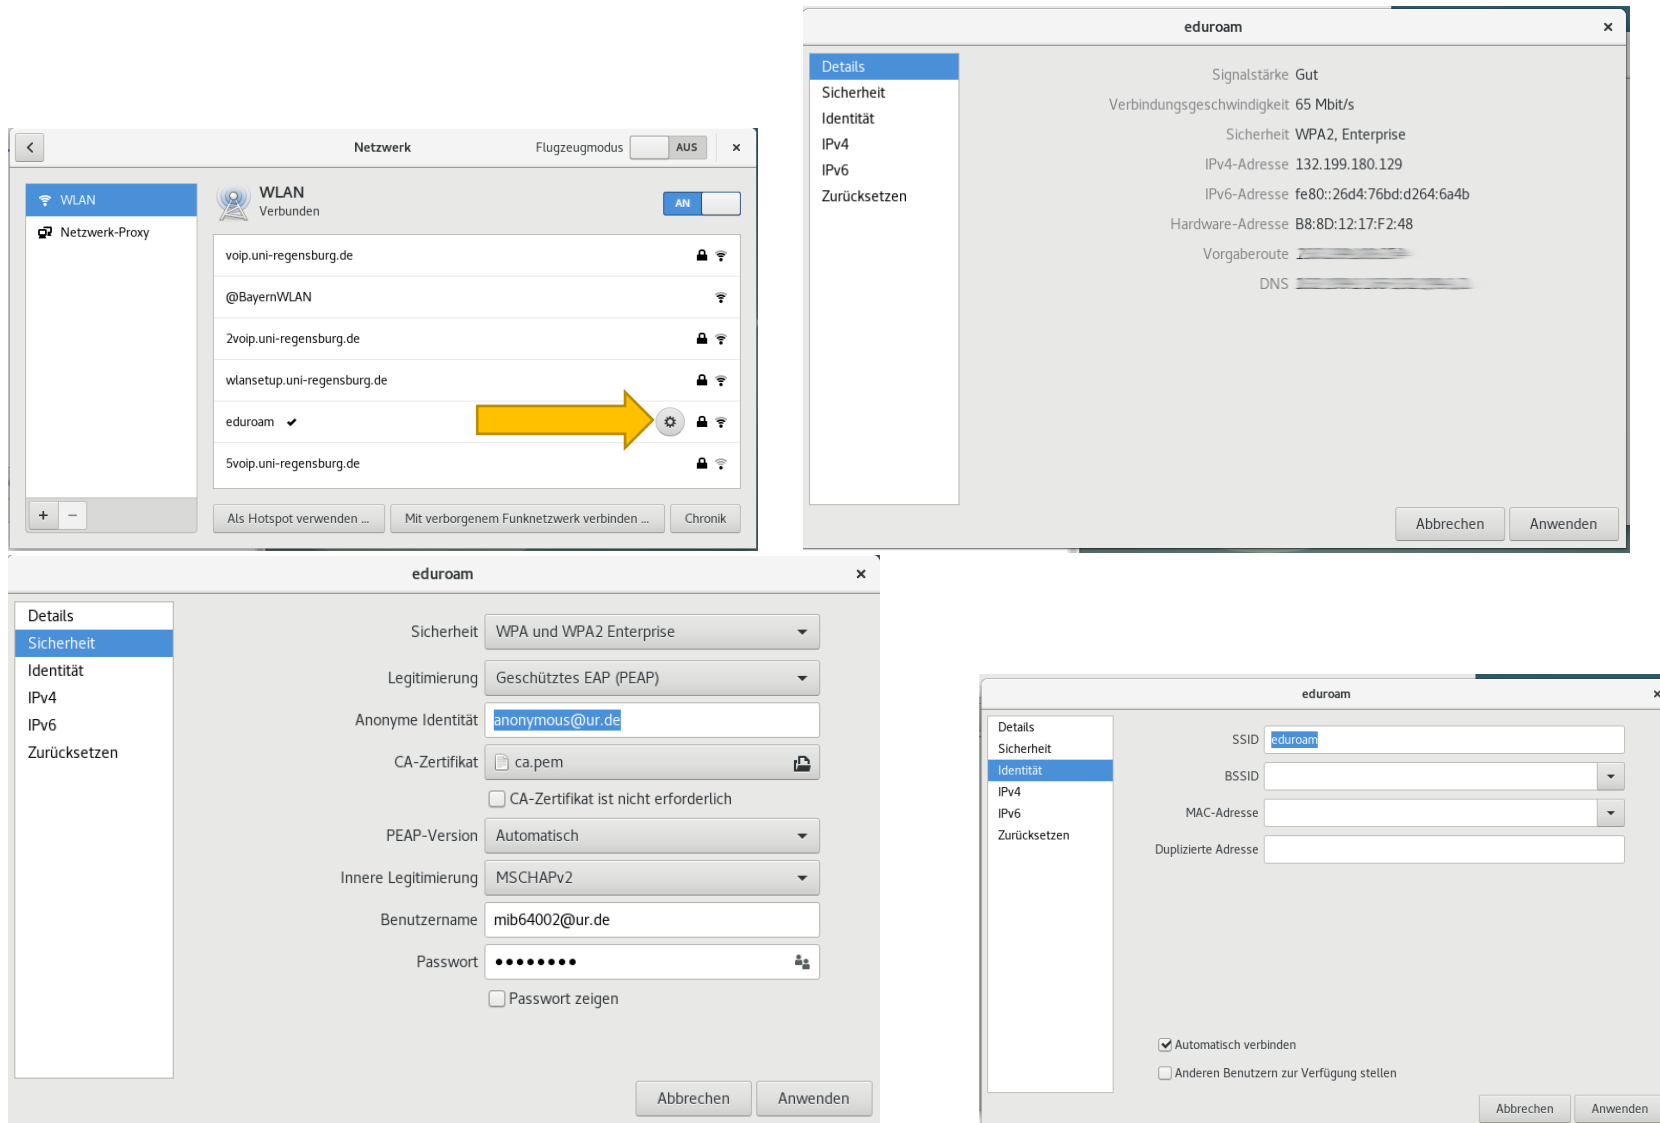 Netzwerk
Flugzeugmodus AUS
WLAN
Netzwerk-Proxy
WLAN
Verbunden
AN
voip.uni-regensburg.de
@BayernWLAN
2voip.uni-regensburg.de
wlansetup.uni-regensburg.de
eduroam
5voip.uni-regensburg.de
Als Hotspot verwenden ...
Mit verborgenem Funknetzwerk verbinden ...
Chronik
eduroam
Details
Sicherheit
Identität
IPv4
IPv6
Zurücksetzen
Signalstärke Gut
Verbindungsgeschwindigkeit 65 Mbit/s
Sicherheit WPA2, Enterprise
IPv4-Adresse 132.199.180.129
IPv6-Adresse fe80::26d4:76bd:d264:6a4b
Hardware-Adresse B8:8D:12:17:F2:48
Vorgaberoute
DNS
Abbrechen
Anwenden
eduroam
Details
Sicherheit
Identität
IPv4
IPv6
Zurücksetzen
Sicherheit WPA und WPA2 Enterprise
Legitimierung Geschütztes EAP (PEAP)
Anonyme Identität anonymous@ur.de
CA-Zertifikat ca.pem
CA-Zertifikat ist nicht erforderlich
PEAP-Version Automatisch
Innere Legitimierung MSCHAPv2
Benutzername mib64002@ur.de
Passwort ••••••••
Passwort zeigen
Abbrechen
Anwenden
eduroam
Details
Sicherheit
Identität
IPv4
IPv6
Zurücksetzen
SSID eduroam
BSSID
MAC-Adresse
Duplizierte Adresse
Automatisch verbinden
Anderen Benutzern zur Verfügung stellen
Abbrechen
Anwenden